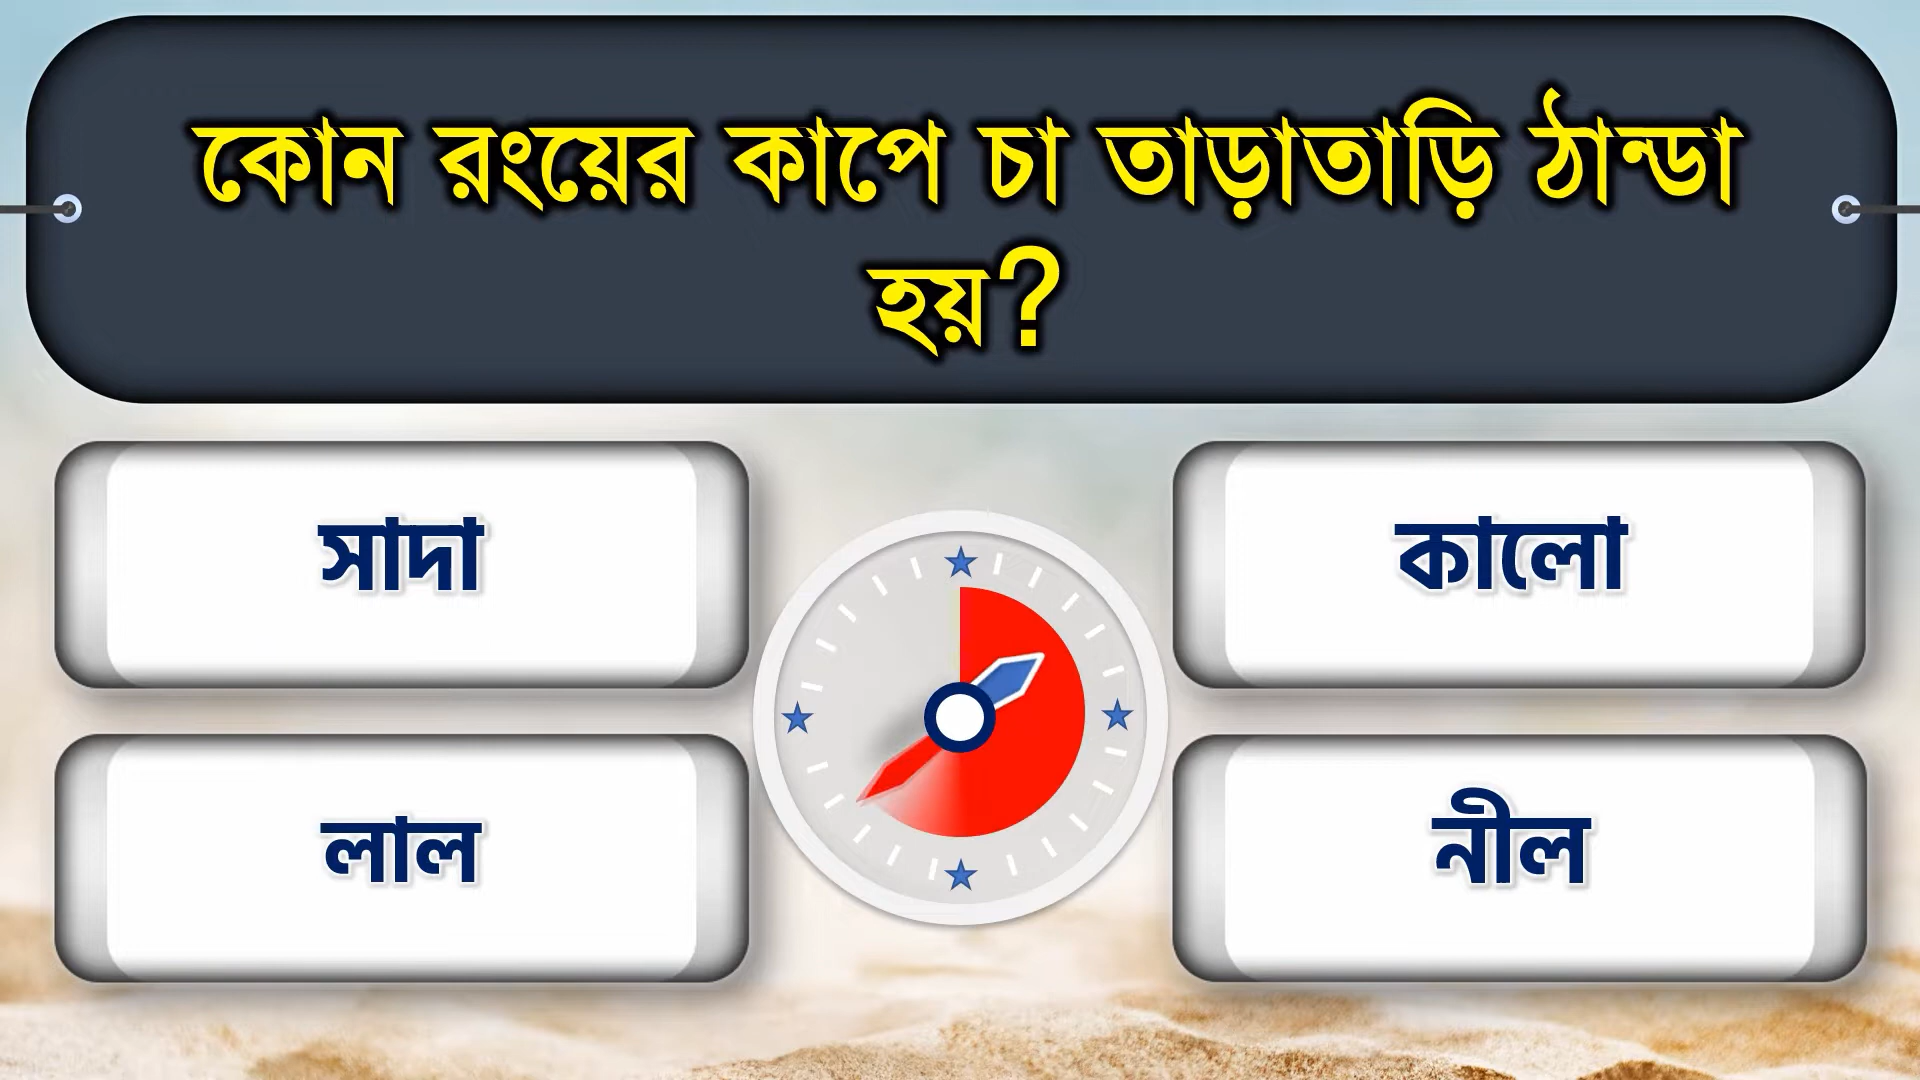 কোন রংয়ের কাপে চা তাড়াতাড়ি ঠান্ডা
হয়?
সাদা
কালো
লাল
নীল